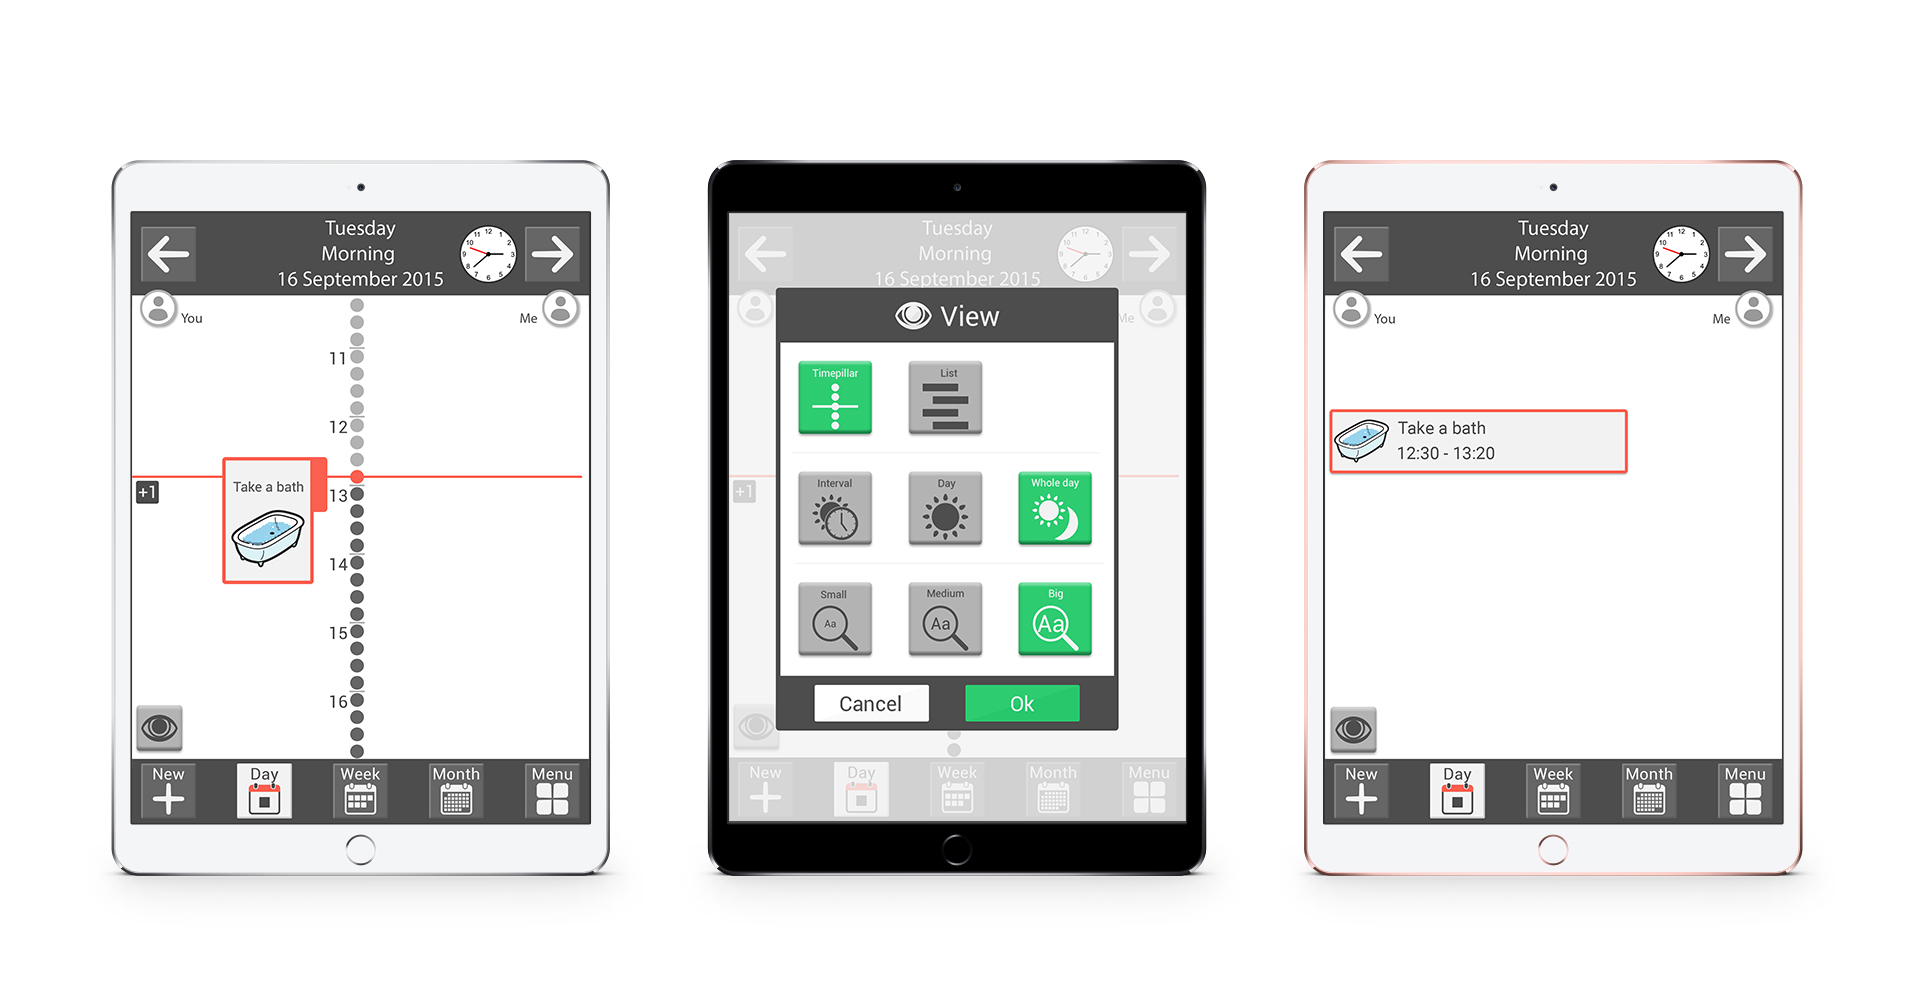 Tuesday
Morning
16 September 2015
You
Me
11
12
+1
Take a bath
13
14
15
16
New
Day
Week
Month
Menu
Tuesday
Morning
16 September 2015
Me
View
Timepillar
List
+1
Interval
Day
Whole day
Small
Aa
Medium
Aa
Big
Aa
Cancel
Ok
New
Day
Week
Month
Menu
Tuesday
Morning
16 September 2015
You
Me
Take a bath
12:30 - 13:20
New
Day
Week
Month
Menu